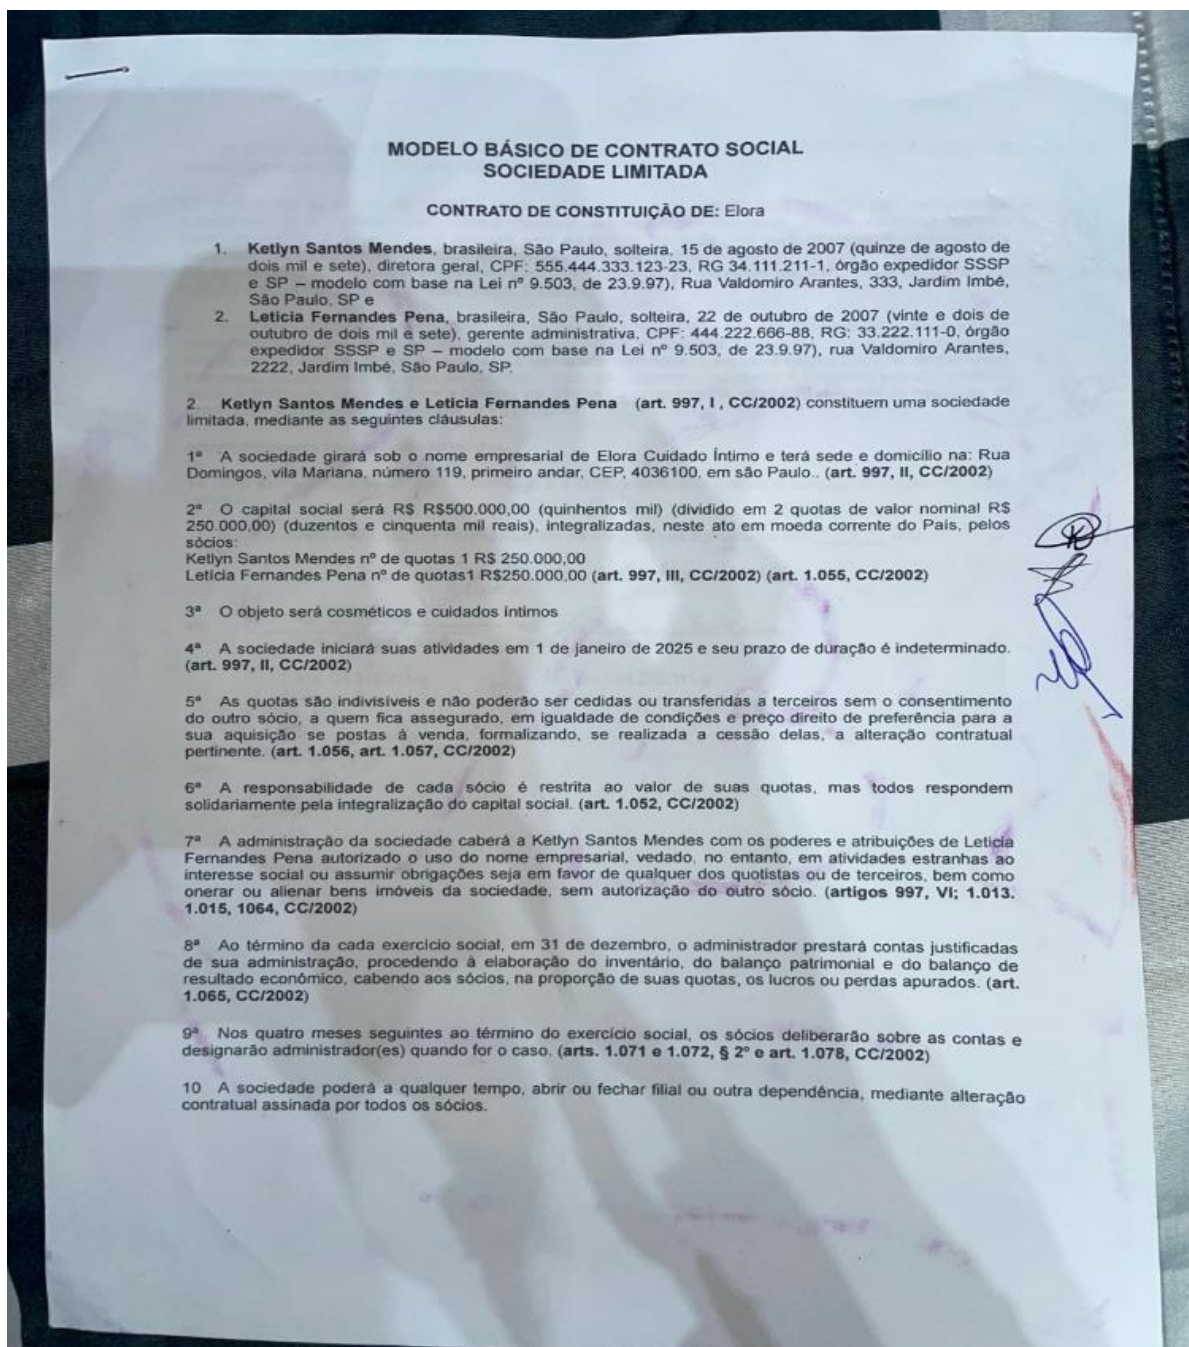 MODELO BÁSICO DE CONTRATO SOCIAL
SOCIEDADE LIMITADA
CONTRATO DE CONSTITUIÇÃO DE: Elora
1. Ketlyn Santos Mendes, brasileira, São Paulo, solteira, 15 de agosto de 2007 (quinze de agosto de
dois mil e sete), diretora geral, CPF: 555.444.333.123-23, RG 34.111.211-1, órgão expedidor SSSP
e SP – modelo com base na Lei nº 9.503, de 23.9.97), Rua Valdomiro Arantes, 333, Jardim Imbé,
São Paulo, SP e
2. Leticia Fernandes Pena, brasileira, São Paulo, solteira, 22 de outubro de 2007 (vinte e dois de
outubro de dois mil e sete), gerente administrativa, CPF: 444.222.666-88, RG: 33.222.111-0, órgão
expedidor SSSP e SP – modelo com base na Lei nº 9.503, de 23.9.97), rua Valdomiro Arantes,
2222, Jardim Imbé, São Paulo, SP.
2. Ketlyn Santos Mendes e Leticia Fernandes Pena (art. 997, I , CC/2002) constituem uma sociedade
limitada, mediante as seguintes cláusulas:
1ª A sociedade girará sob o nome empresarial de Elora Cuidado Íntimo e terá sede e domicílio na: Rua
Domingos, vila Mariana, número 119, primeiro andar, CEP, 4036100, em são Paulo.. (art. 997, II, CC/2002)
2ª O capital social será R$ R$500.000,00 (quinhentos mil) (dividido em 2 quotas de valor nominal R$
250.000,00) (duzentos e cinquenta mil reais), integralizadas, neste ato em moeda corrente do País, pelos
sócios:
Ketlyn Santos Mendes nº de quotas 1 R$ 250.000,00
Letícia Fernandes Pena nº de quotas1 R$250.000,00 (art. 997, III, CC/2002) (art. 1.055, CC/2002)
3ª O objeto será cosméticos e cuidados íntimos
4ª A sociedade iniciará suas atividades em 1 de janeiro de 2025 e seu prazo de duração é indeterminado.
(art. 997, II, CC/2002)
5ª As quotas são indivisíveis e não poderão ser cedidas ou transferidas a terceiros sem o consentimento
do outro sócio, a quem fica assegurado, em igualdade de condições e preço direito de preferência para a
sua aquisição se postas à venda, formalizando, se realizada a cessão delas, a alteração contratual
pertinente. (art. 1.056, art. 1.057, CC/2002)
6ª A responsabilidade de cada sócio é restrita ao valor de suas quotas, mas todos respondem
solidariamente pela integralização do capital social. (art. 1.052, CC/2002)
7ª A administração da sociedade caberá a Ketlyn Santos Mendes com os poderes e atribuições de Leticia
Fernandes Pena autorizado o uso do nome empresarial, vedado, no entanto, em atividades estranhas ao
interesse social ou assumir obrigações seja em favor de qualquer dos quotistas ou de terceiros, bem como
onerar ou alienar bens imóveis da sociedade, sem autorização do outro sócio. (artigos 997, VI; 1.013.
1.015, 1064, CC/2002)
8ª Ao término da cada exercício social, em 31 de dezembro, o administrador prestará contas justificadas
de sua administração, procedendo à elaboração do inventário, do balanço patrimonial e do balanço de
resultado econômico, cabendo aos sócios, na proporção de suas quotas, os lucros ou perdas apurados. (art.
1.065, CC/2002)
9ª Nos quatro meses seguintes ao término do exercício social, os sócios deliberarão sobre as contas e
designarão administrador(es) quando for o caso. (arts. 1.071 e 1.072, § 2º e art. 1.078, CC/2002)
10 A sociedade poderá a qualquer tempo, abrir ou fechar filial ou outra dependência, mediante alteração
contratual assinada por todos os sócios.